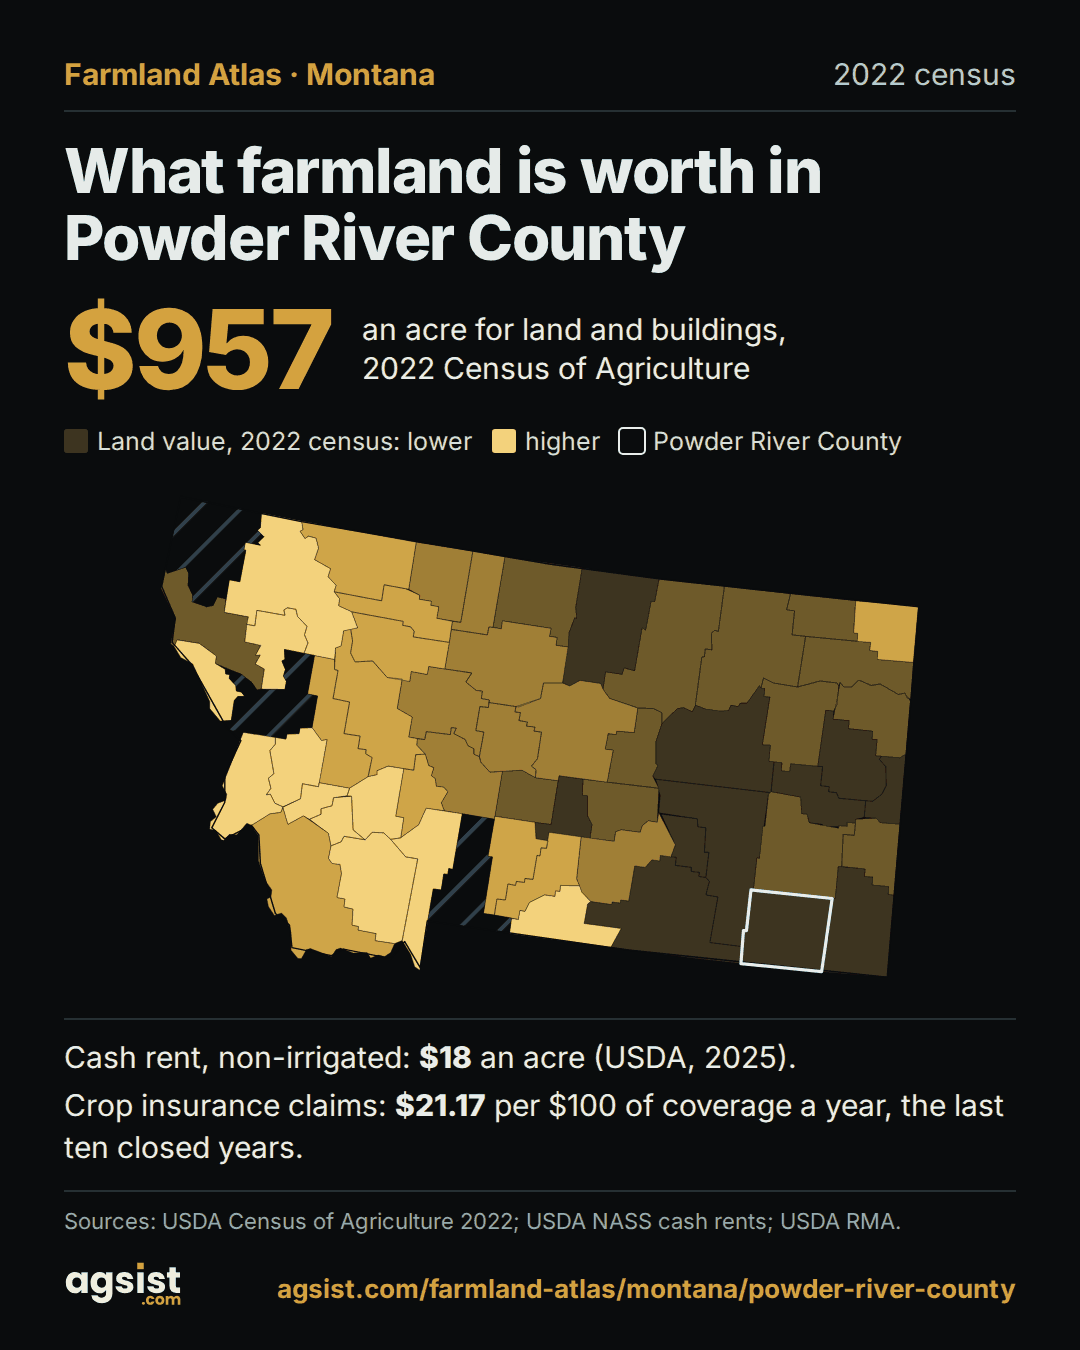 Farmland Atlas · Montana
2022 census
What farmland is worth in
Powder River County
$957
an acre for land and buildings,
2022 Census of Agriculture
Land value, 2022 census: lower
higher
Powder River County
Cash rent, non-irrigated: $18 an acre (USDA, 2025).
Crop insurance claims: $21.17 per $100 of coverage a year, the last
ten closed years.
Sources: USDA Census of Agriculture 2022; USDA NASS cash rents; USDA RMA.
agsist
.com
agsist.com/farmland-atlas/montana/powder-river-county